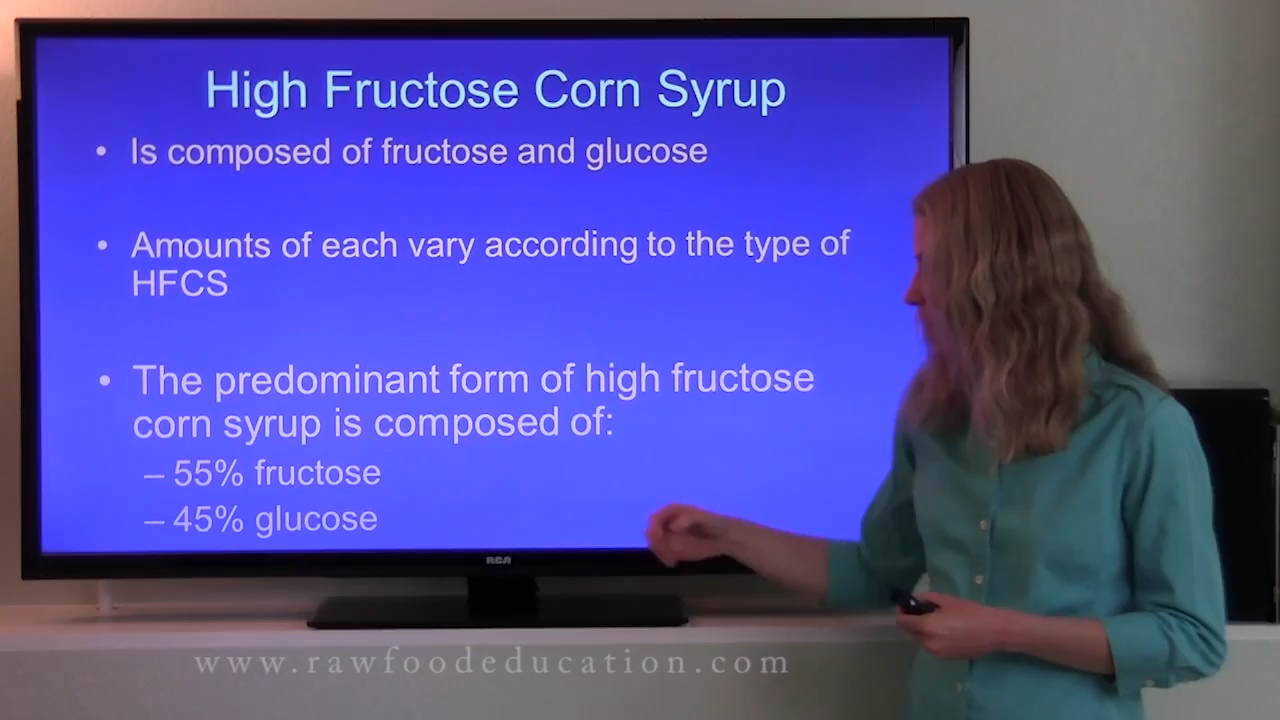 High Fructose Corn Syrup
• Is composed of fructose and glucose
• Amounts of each vary according to the type of
HFCS
• The predominant form of high fructose
corn syrup is composed of:
– 55% fructose
– 45% glucose
RCA
www.rawfoodeducation.com